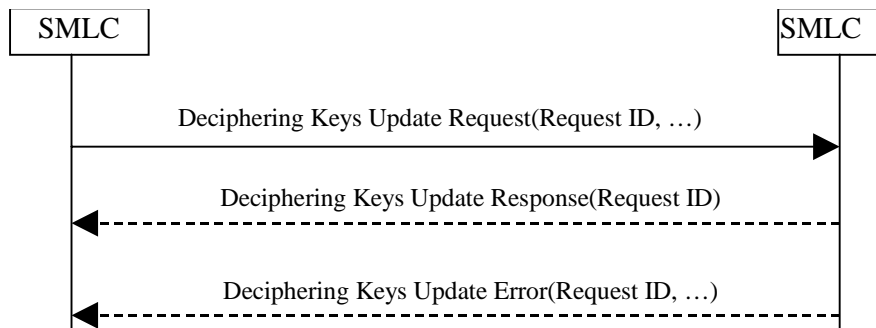 SMLC
SMLC
Deciphering Keys Update Request(Request ID, …)
Deciphering Keys Update Response(Request ID)
Deciphering Keys Update Error(Request ID, …)